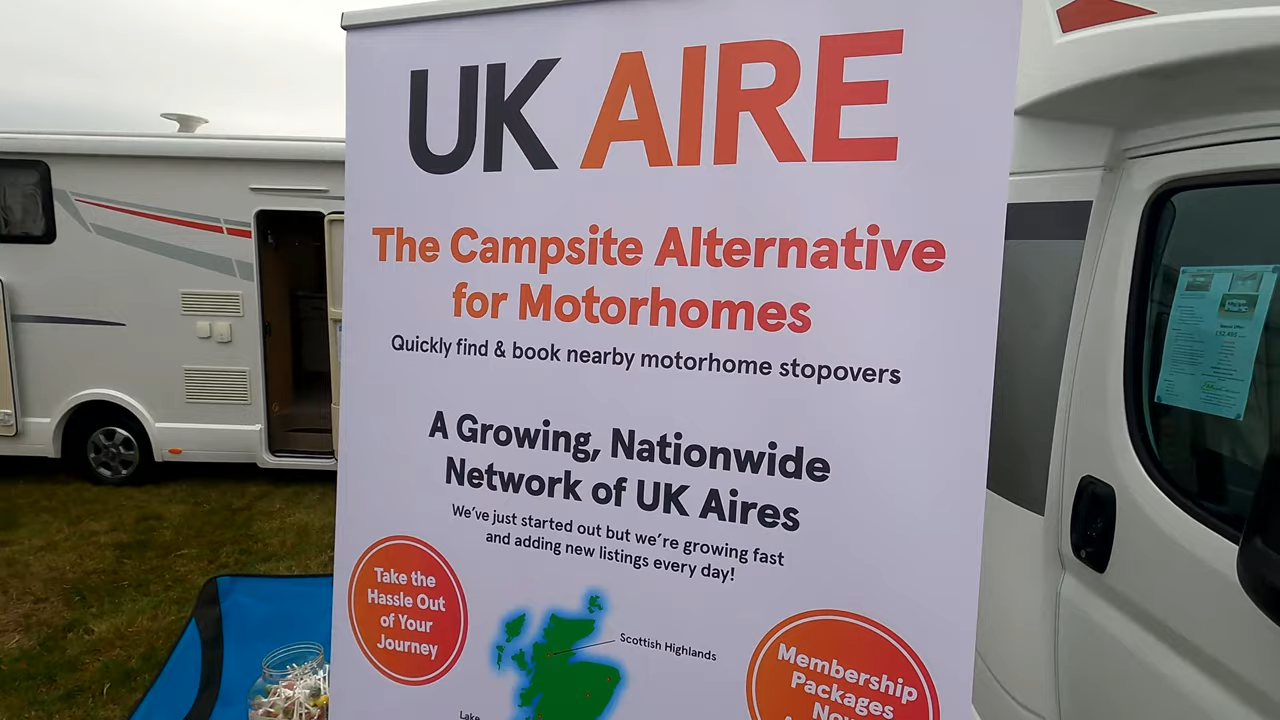 UK AIRE
The Campsite Alternative
for Motorhomes
Quickly find & book nearby motorhome stopovers
A Growing, Nationwide
Network of UK Aires
We've just started out but we're growing fast
and adding new listings every day!
Take the
Hassle Out
of Your
Journey
Scottish Highlands
Membership
Packages
Lake